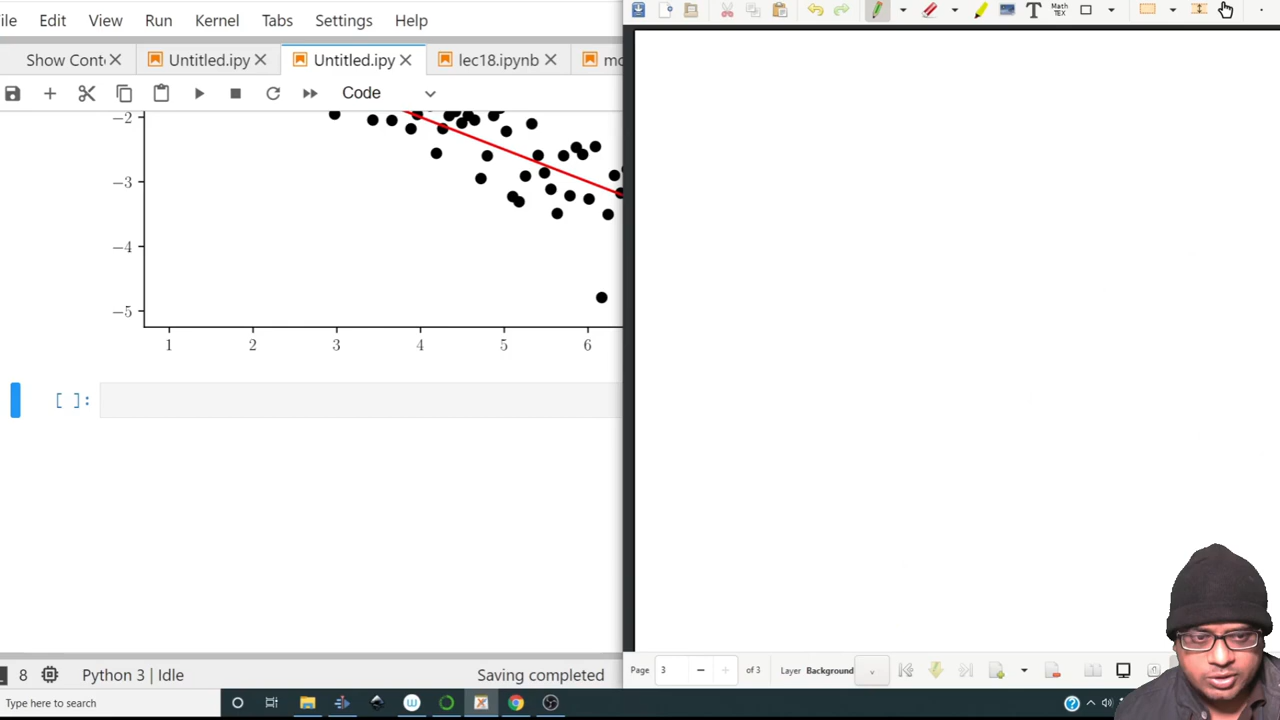 ile Edit View Run Kernel Tabs Settings Help
Show Cont Untitled.ipy Untitled.ipy lec18.ipynb
Code
Math
TEX
T
−2
−3
−4
−5
1 2 3 4 5 6
[ ]:
8 Python 3 | Idle Saving completed
Page 3 of 3 Layer Background
Type here to search